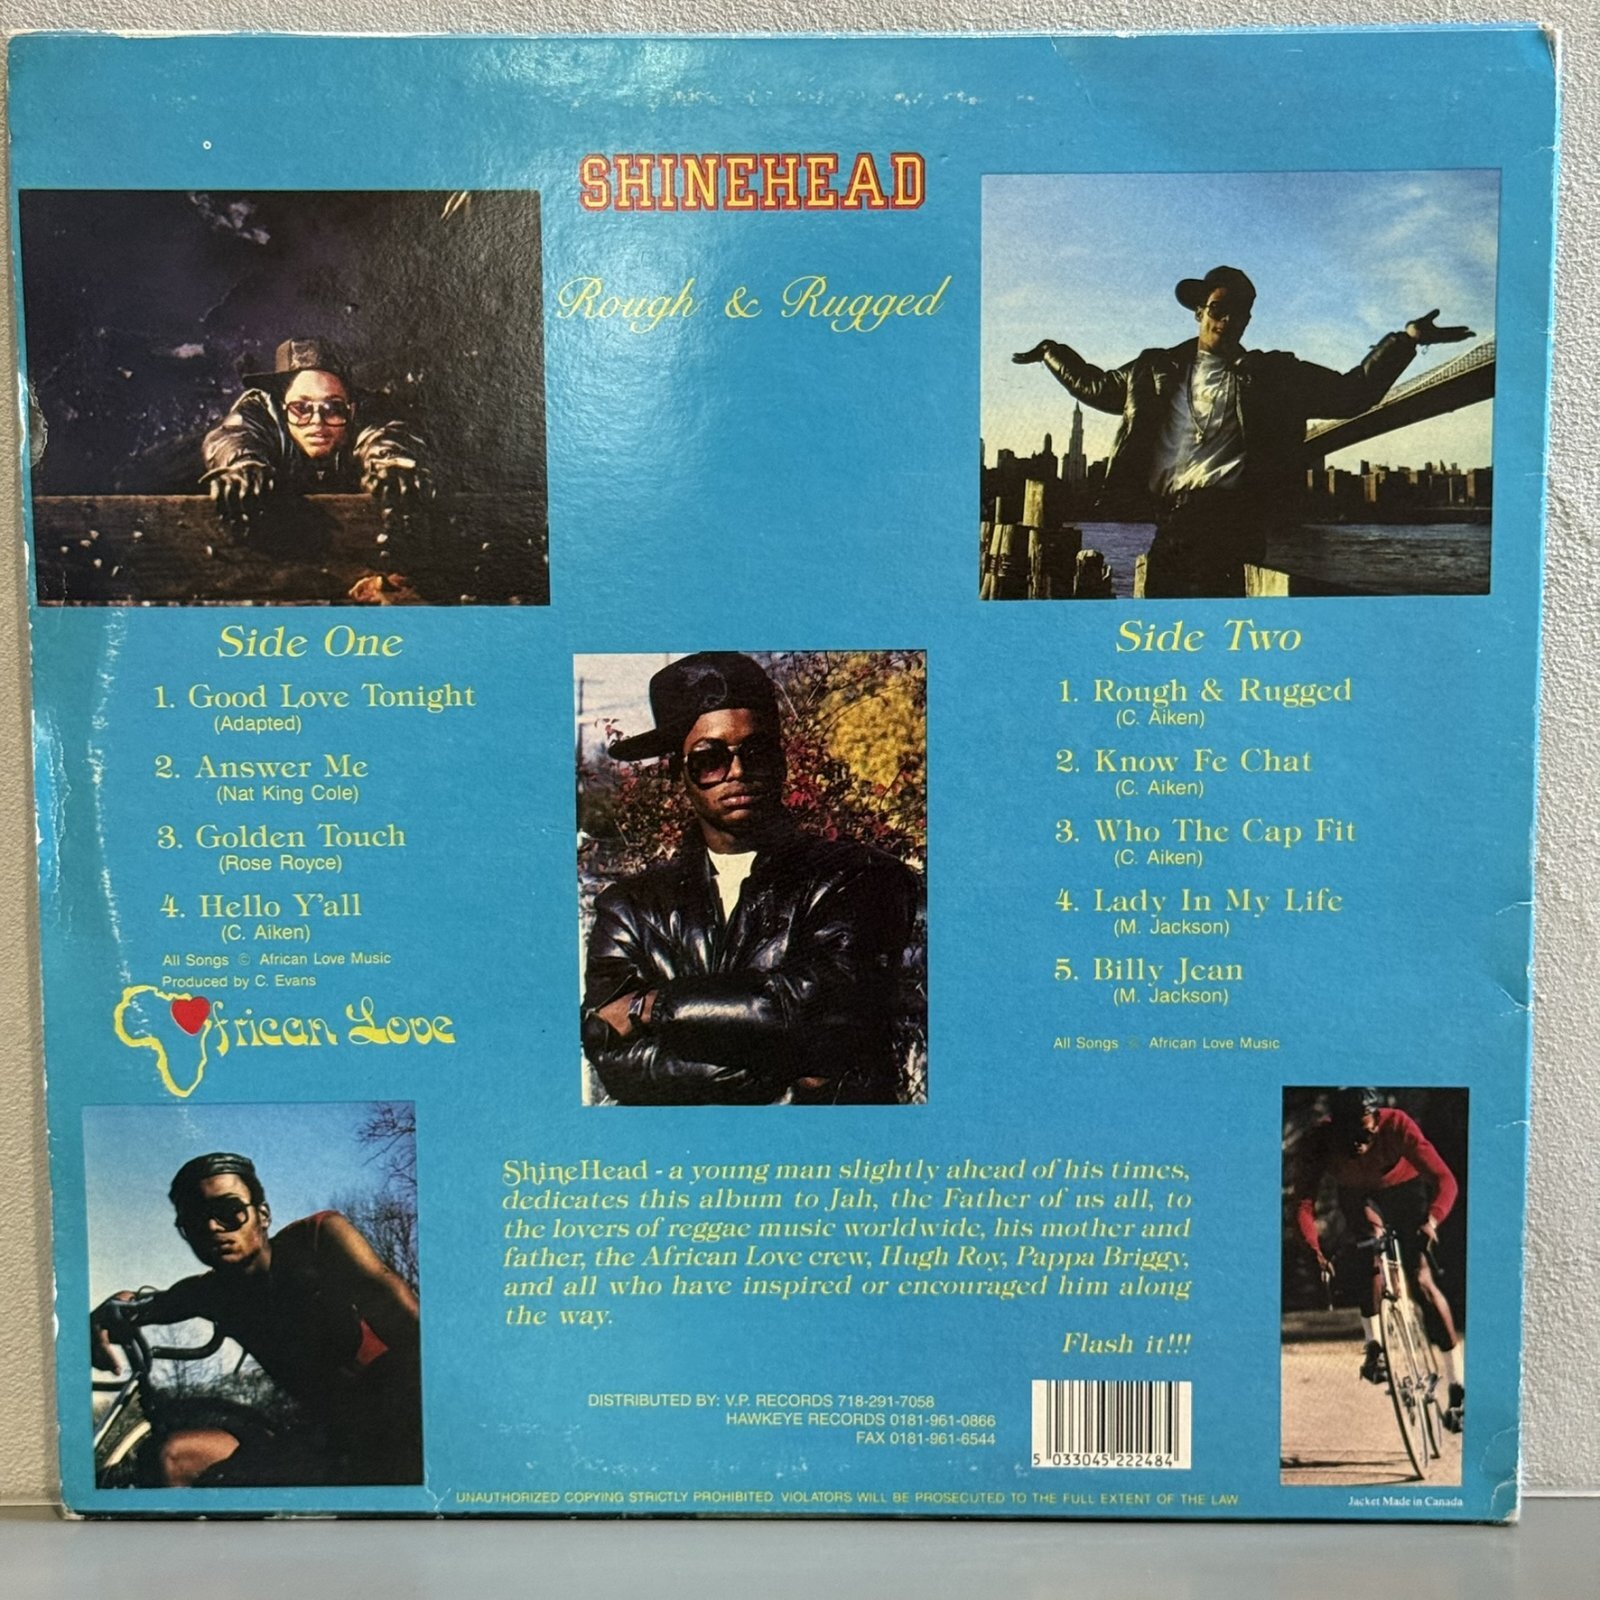 SHINEHEAD
Rough & Rugged
Side One
1. Good Love Tonight
(Adapted)
2. Answer Me
(Nat King Cole)
3. Golden Touch
(Rose Royce)
4. Hello Y'all
(C. Aiken)
All Songs © African Love Music
Produced by C. Evans
African Love
Side Two
1. Rough & Rugged
(C. Aiken)
2. Know Fe Chat
(C. Aiken)
3. Who The Cap Fit
(C. Aiken)
4. Lady In My Life
(M. Jackson)
5. Billy Jean
(M. Jackson)
All Songs © African Love Music
ShineHead - a young man slightly ahead of his times,
dedicates this album to Jah, the Father of us all, to
the lovers of reggae music worldwide, his mother and
father, the African Love crew, Hugh Roy, Pappa Briggy,
and all who have inspired or encouraged him along
the way.
Flash it!!!
DISTRIBUTED BY: V.P. RECORDS 718-291-7058
HAWKEYE RECORDS 0181-961-0866
FAX 0181-961-6544
5 033045 222484
UNAUTHORIZED COPYING STRICTLY PROHIBITED. VIOLATORS WILL BE PROSECUTED TO THE FULL EXTENT OF THE LAW
Jacket Made in Canada